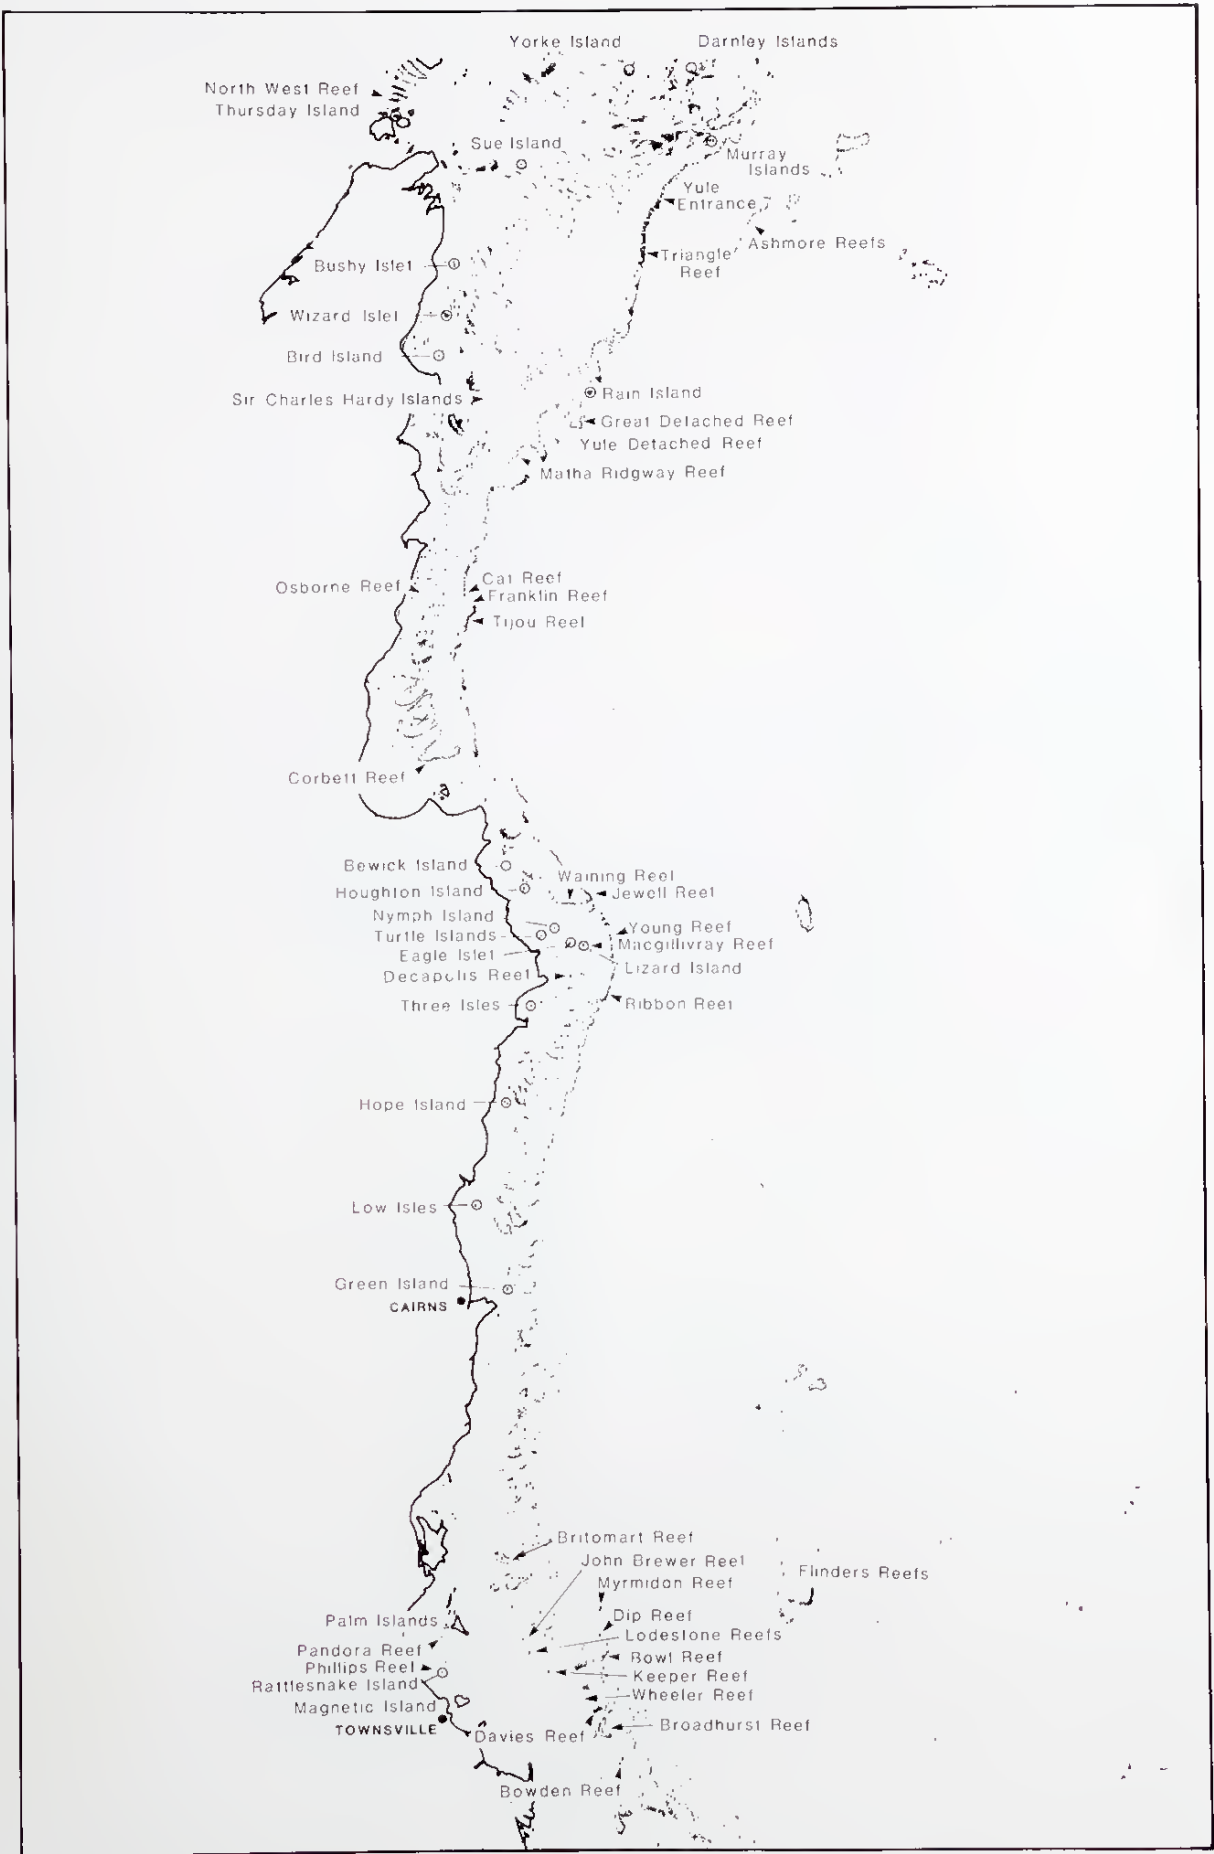 Yorke Island
Darnley Islands
North West Reef
Thursday Island
Sue Island
Murray
Islands
Yule
Entrance
Ashmore Reefs
Triangle
Reef
Bushy Islet
Wizard Islet
Bird Island
Rain Island
Sir Charles Hardy Islands
Great Detached Reef
Yule Detached Reef
Matha Ridgway Reef
Osborne Reef
Cat Reef
Franklin Reef
Tijou Reef
Corbett Reef
Bewick Island
Waining Reef
Houghton Island
Jewell Reef
Nymph Island
Young Reef
Turtle Islands
Macgillivray Reef
Eagle Islet
Lizard Island
Decapolis Reef
Three Isles
Ribbon Reef
Hope Island
Low Isles
Green Island
CAIRNS
Britomart Reef
John Brewer Reef
Flinders Reefs
Myrmidon Reef
Dip Reef
Palm Islands
Lodestone Reefs
Pandora Reef
Bowl Reef
Phillips Reef
Keeper Reef
Rattlesnake Island
Wheeler Reef
Magnetic Island
Broadhurst Reef
TOWNSVILLE
Davies Reef
Bowden Reef